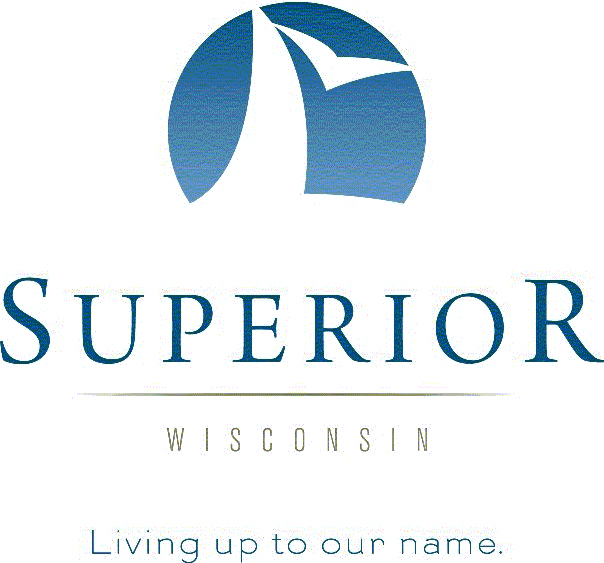 SUPERIOR
WISCONSIN
Living up to our name.